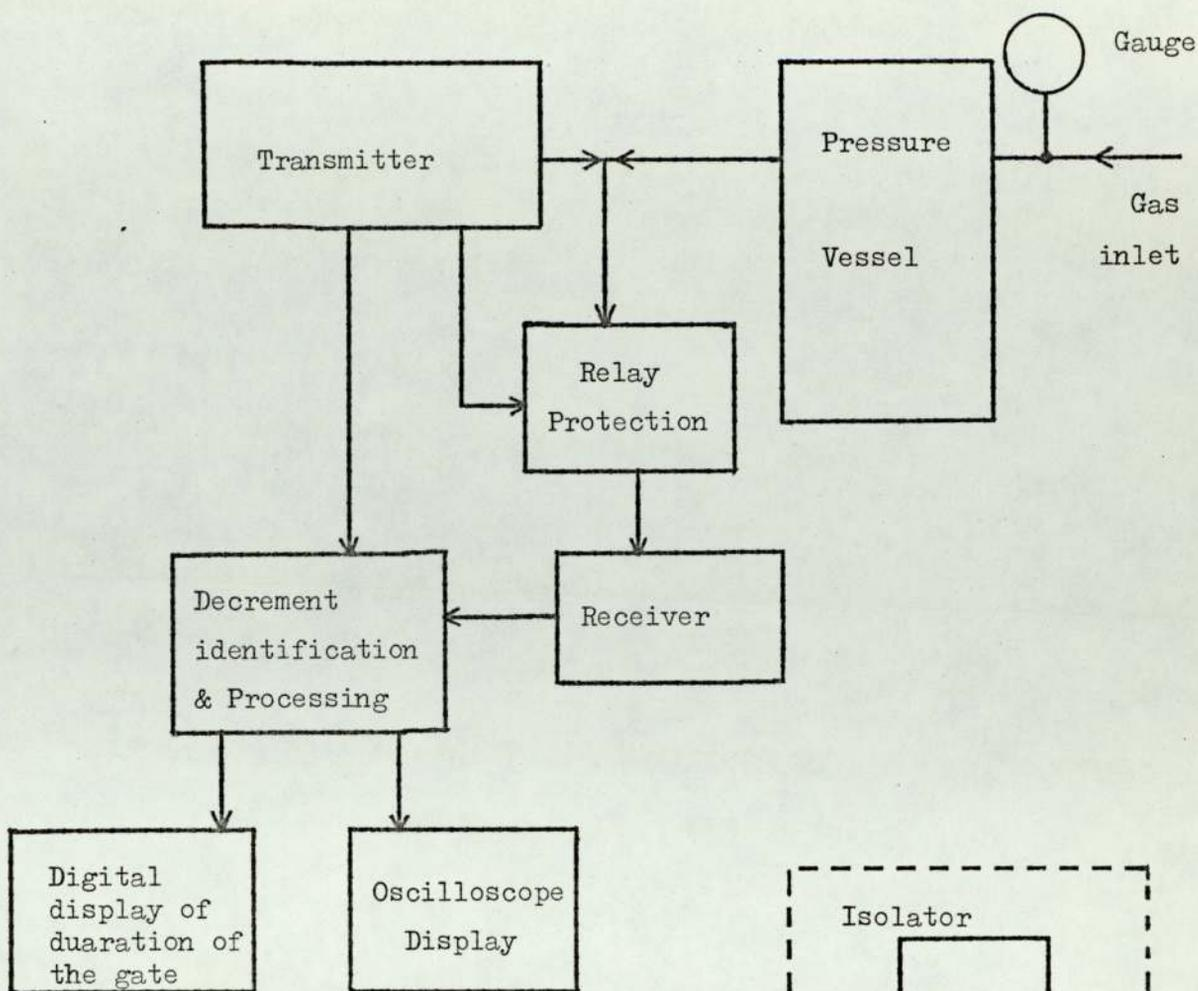 Gauge
Transmitter
Pressure
Vessel
Gas
inlet
Relay
Protection
Decrement
identification
& Processing
Receiver
Digital
display of
duaration of
the gate
Oscilloscope
Display
Isolator